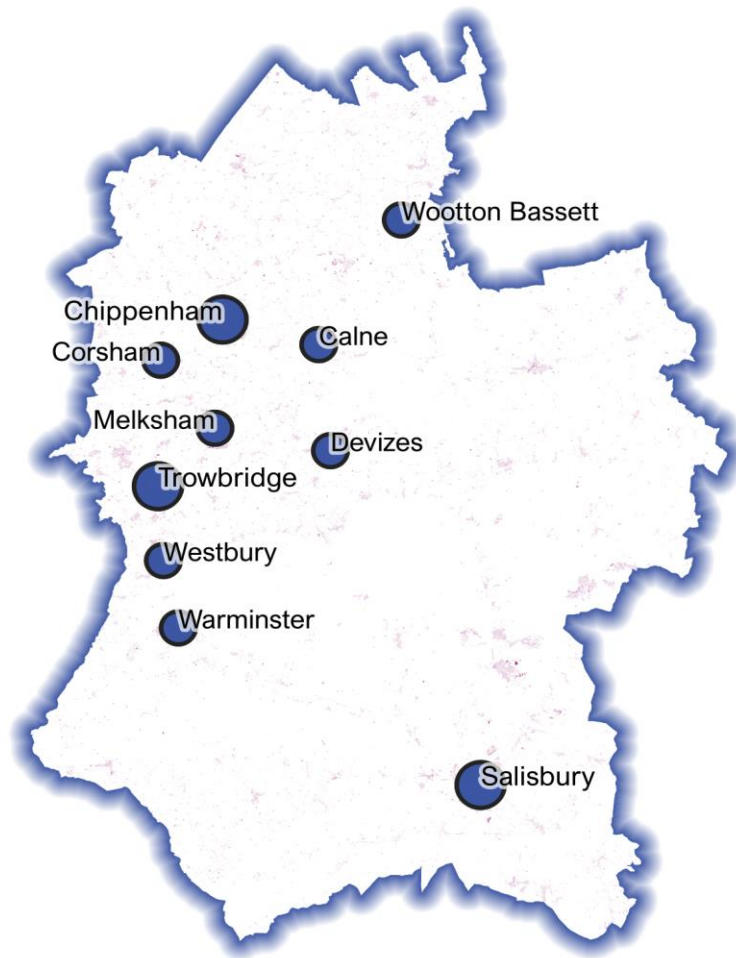 Wootton Bassett
Chippenham
Calne
Corsham
Melksham
Devizes
Trowbridge
Westbury
Warminster
Salisbury